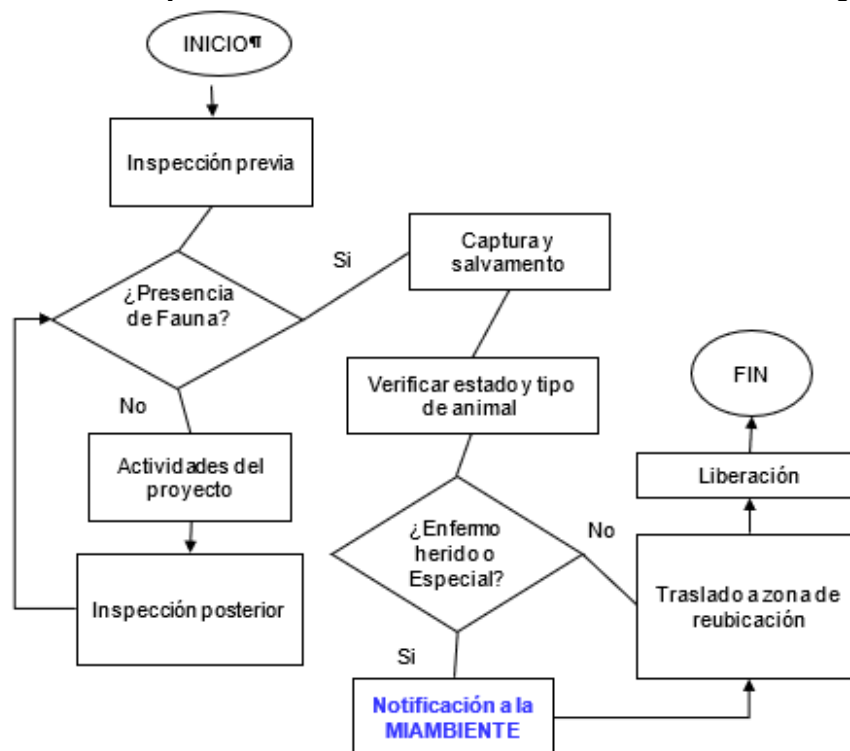 INICIO¶
Inspección previa
¿Presencia
de Fauna?
Si
Captura y
salvamento
Verificar estado y tipo
de animal
No
Actividades del
proyecto
Inspección posterior
¿Enfermo
herido o
Especial?
No
Si
Notificación a la
MIAMBIENTE
Traslado a zona de
reubicación
Liberación
FIN